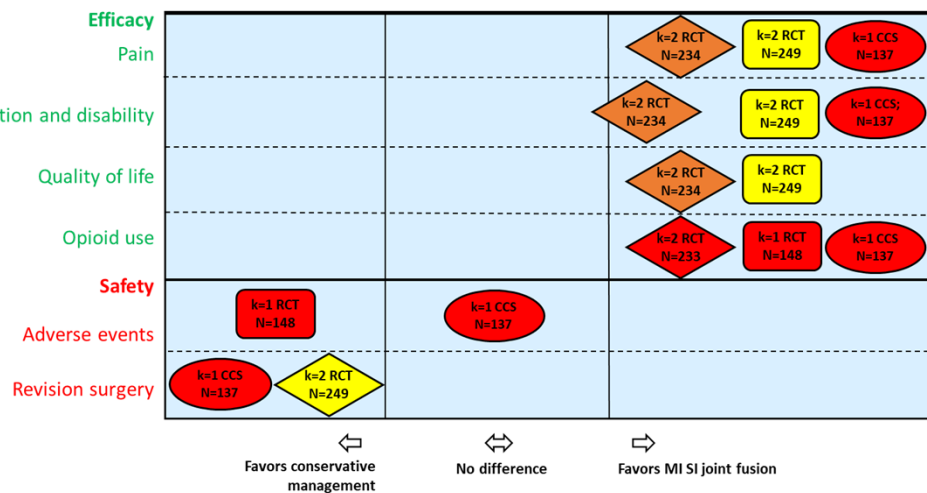 Efficacy
Pain
k=2 RCT
N=234
k=2 RCT
N=249
k=1 CCS
N=137
tion and disability
k=2 RCT
N=234
k=2 RCT
N=249
k=1 CCS;
N=137
Quality of life
k=2 RCT
N=234
k=2 RCT
N=249
Opioid use
k=2 RCT
N=233
k=1 RCT
N=148
k=1 CCS
N=137
Safety
Adverse events
k=1 RCT
N=148
k=1 CCS
N=137
Revision surgery
k=1 CCS
N=137
k=2 RCT
N=249
Favors conservative
management
No difference
Favors MI SI joint fusion